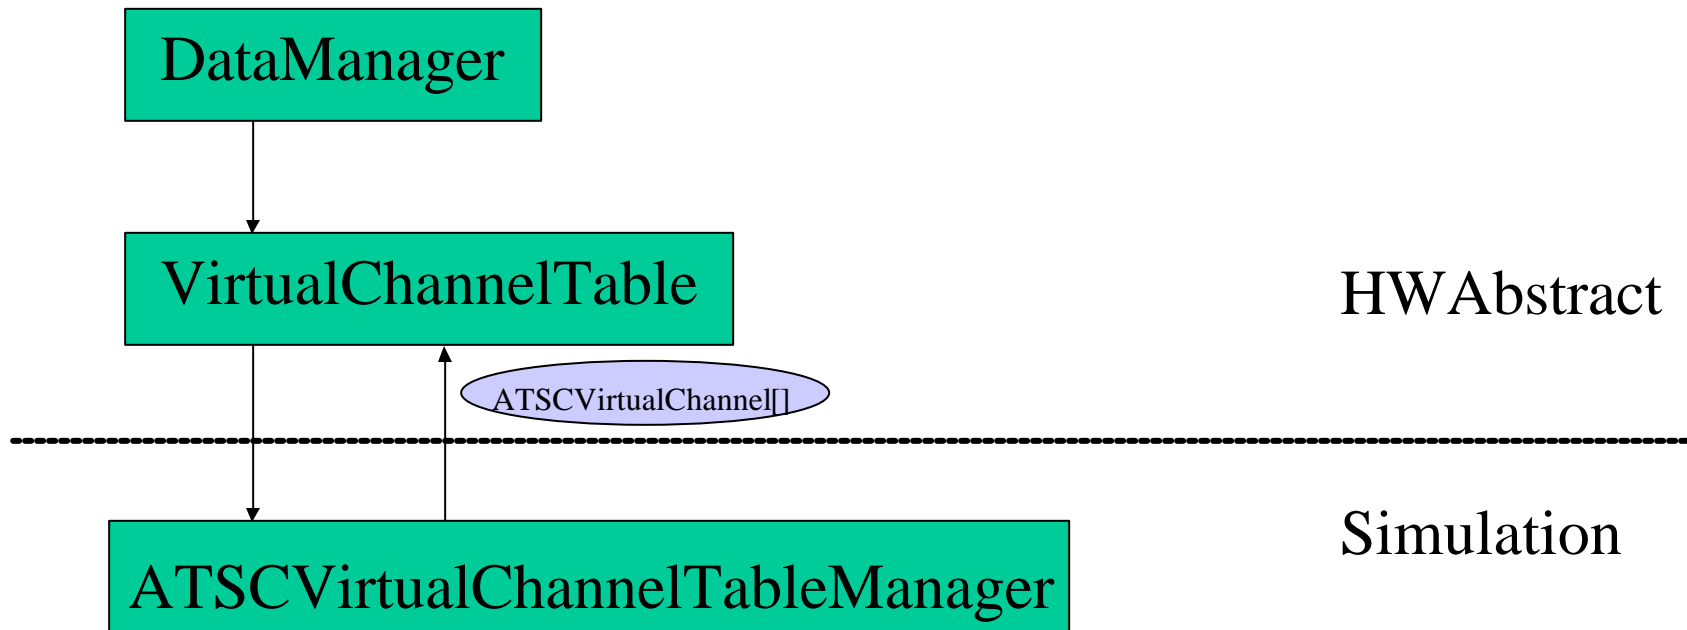 DataManager
VirtualChannelTable
HWAbstract
ATSCVirtualChannel[]
Simulation
ATSCVirtualChannelTableManager